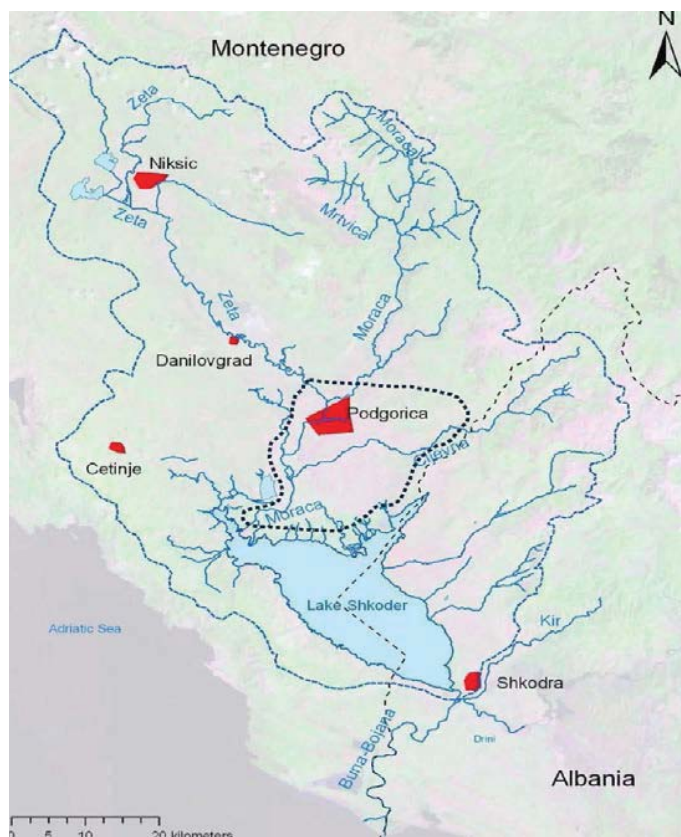 N
Montenegro
Zeta
Moraca
Niksic
Mrtvica
Zeta
Zeta
Moraca
Danilovgrad
Podgorica
Cetinje
Moraca
Lake Shkoder
Kir
Adriatic Sea
Shkodra
Buna-Bojana
Drini
Albania
0 5 10 20 kilometers